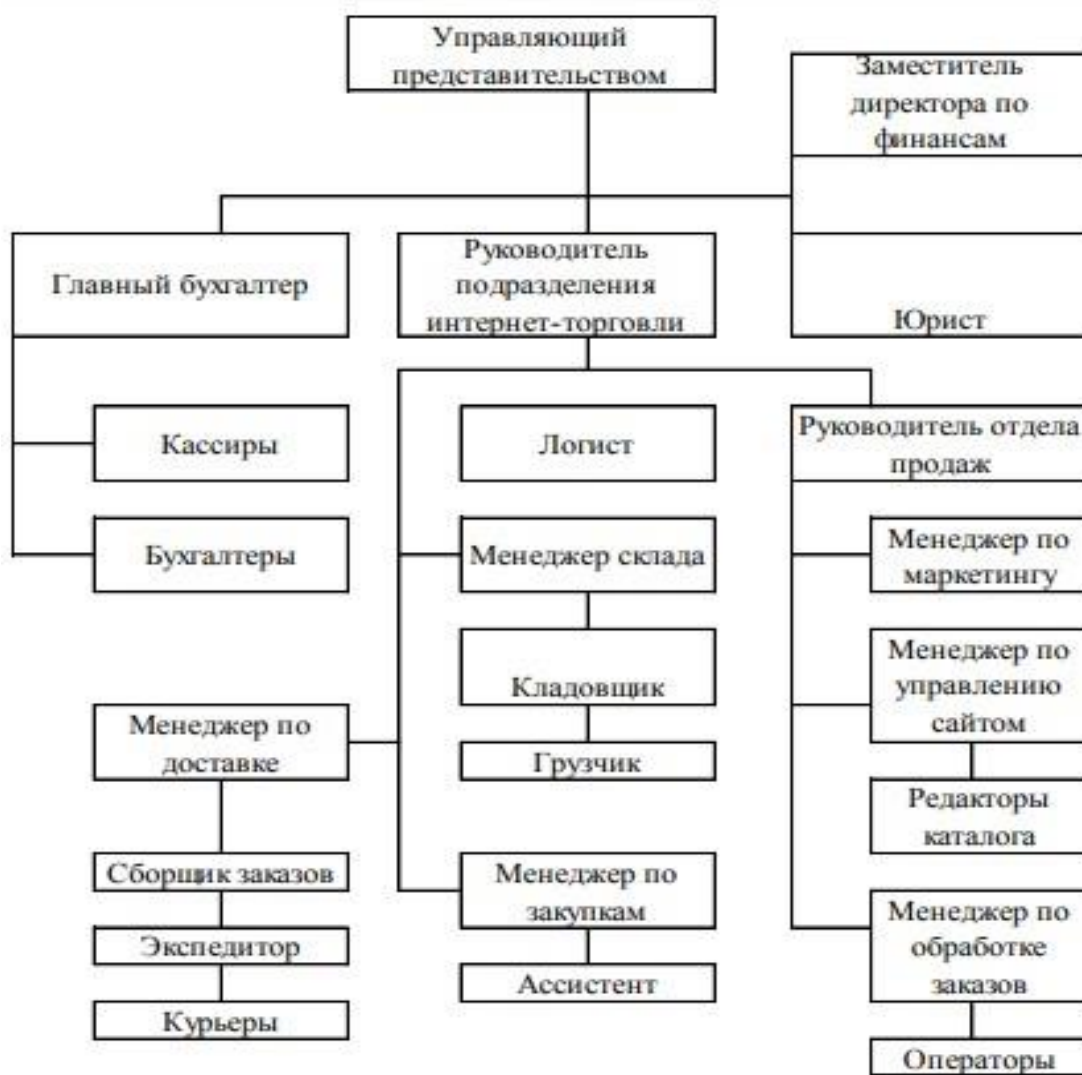 Управляющий
представительством
Заместитель
директора по
финансам
Главный бухгалтер
Руководитель
подразделения
интернет-торговли
Юрист
Кассиры
Логист
Руководитель отдела
продаж
Бухгалтеры
Менеджер склада
Менеджер по
маркетингу
Кладовщик
Менеджер по
управлению
сайтом
Менеджер по
доставке
Грузчик
Редакторы
каталога
Сборщик заказов
Менеджер по
закупкам
Менеджер по
обработке
заказов
Экспедитор
Ассистент
Курьеры
Операторы